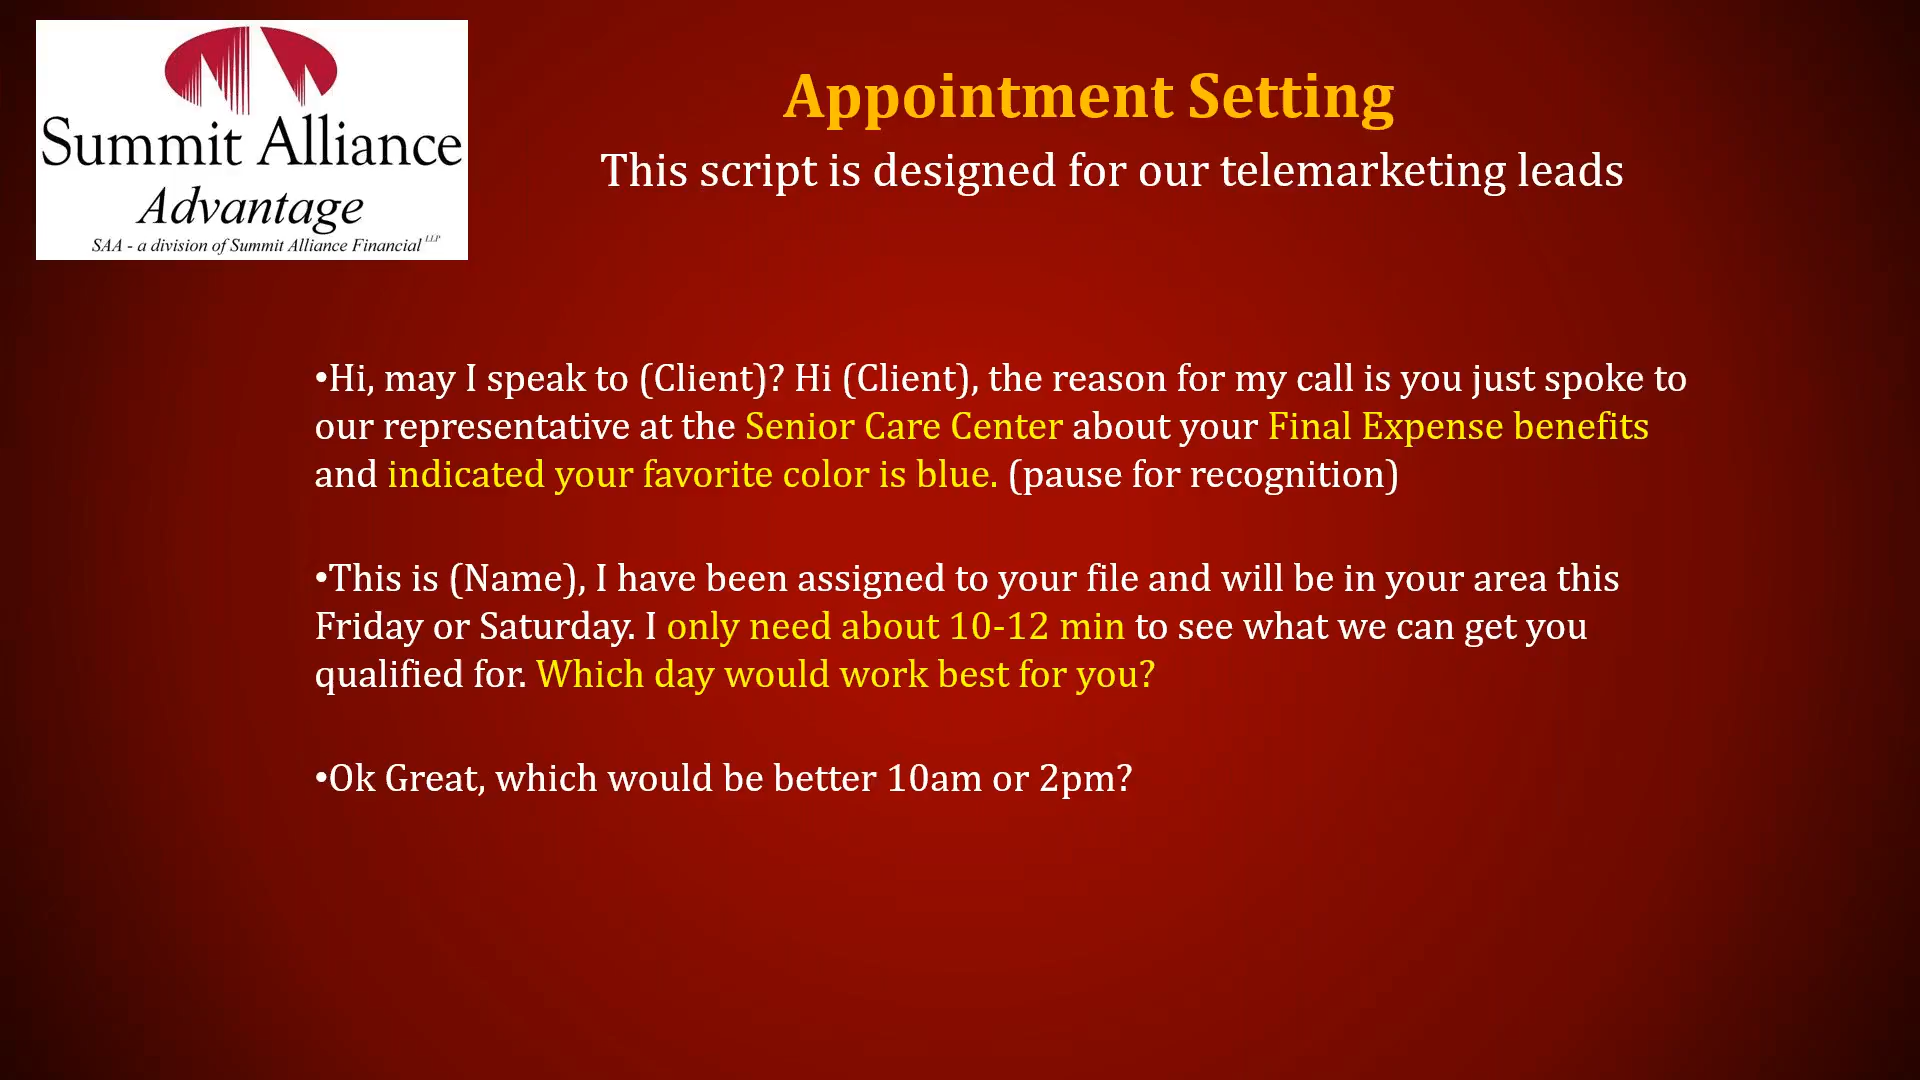 Summit Alliance
Advantage
SAA - a division of Summit Alliance Financial LLP
Appointment Setting
This script is designed for our telemarketing leads
•Hi, may I speak to (Client)? Hi (Client), the reason for my call is you just spoke to
our representative at the Senior Care Center about your Final Expense benefits
and indicated your favorite color is blue. (pause for recognition)
•This is (Name), I have been assigned to your file and will be in your area this
Friday or Saturday. I only need about 10-12 min to see what we can get you
qualified for. Which day would work best for you?
•Ok Great, which would be better 10am or 2pm?